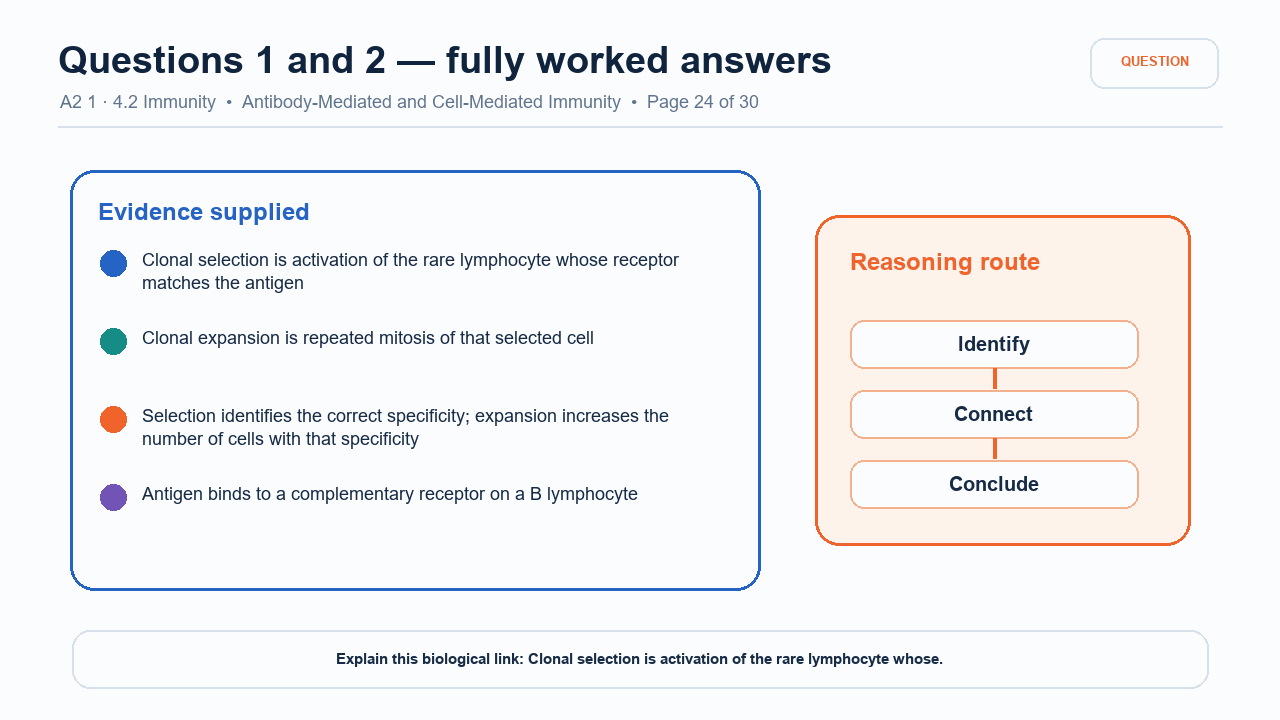 Questions 1 and 2 — fully worked answers
QUESTION
A2 1 · 4.2 Immunity • Antibody-Mediated and Cell-Mediated Immunity • Page 24 of 30
Evidence supplied
Clonal selection is activation of the rare lymphocyte whose receptor
matches the antigen
Clonal expansion is repeated mitosis of that selected cell
Selection identifies the correct specificity; expansion increases the
number of cells with that specificity
Antigen binds to a complementary receptor on a B lymphocyte
Reasoning route
Identify
Connect
Conclude
Explain this biological link: Clonal selection is activation of the rare lymphocyte whose.